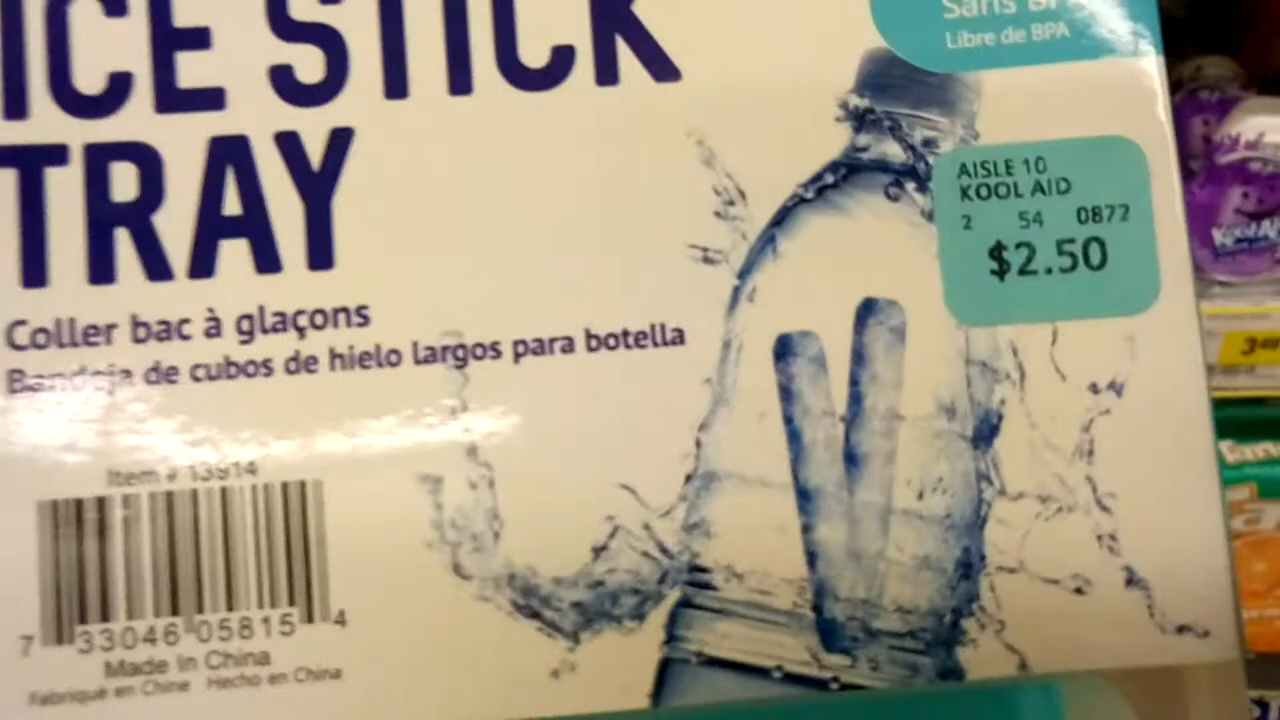 ICE STICK
TRAY
Coller bac à glaçons
Bandeja de cubos de hielo largos para botella
Sans
Libre de BPA
AISLE 10
KOOL AID
2 54 0872
$2.50
Item # 13914
7 33046 05815 4
Made In China
Fabriqué en Chine Hecho en China